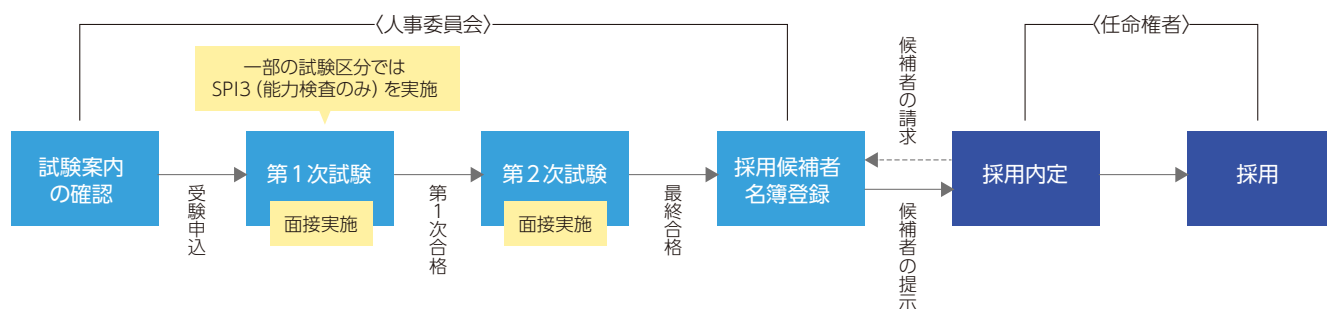 〈人事委員会〉
〈任命権者〉
一部の試験区分では
SPI3（能力検査のみ）を実施
試験案内
の確認
受験申込
第1次試験
面接実施
第1次合格
第2次試験
面接実施
最終合格
採用候補者
名簿登録
候補者の請求
候補者の提示
採用内定
採用